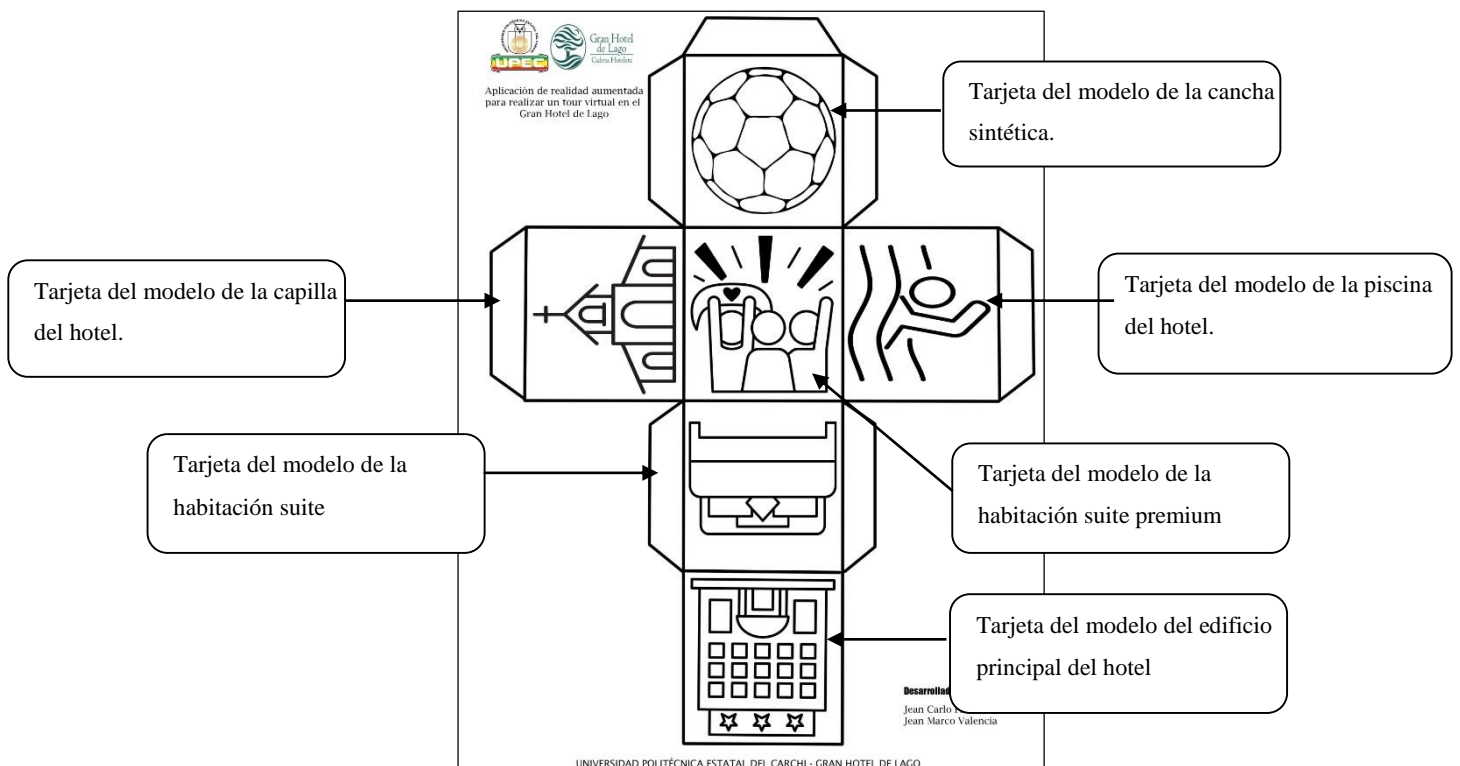 UPEC
Gran Hotel
de Lago
Cadena Hotelera
Aplicación de realidad aumentada
para realizar un tour virtual en el
Gran Hotel de Lago
Tarjeta del modelo de la cancha
sintética.
Tarjeta del modelo de la capilla
del hotel.
Tarjeta del modelo de la piscina
del hotel.
Tarjeta del modelo de la
habitación suite
Tarjeta del modelo de la
habitación suite premium
Tarjeta del modelo del edificio
principal del hotel
Jean Carlo
Jean Marco Valencia
UNIVERSIDAD POLITÉCNICA ESTATAL DEL CARCHI - GRAN HOTEL DE LAGO